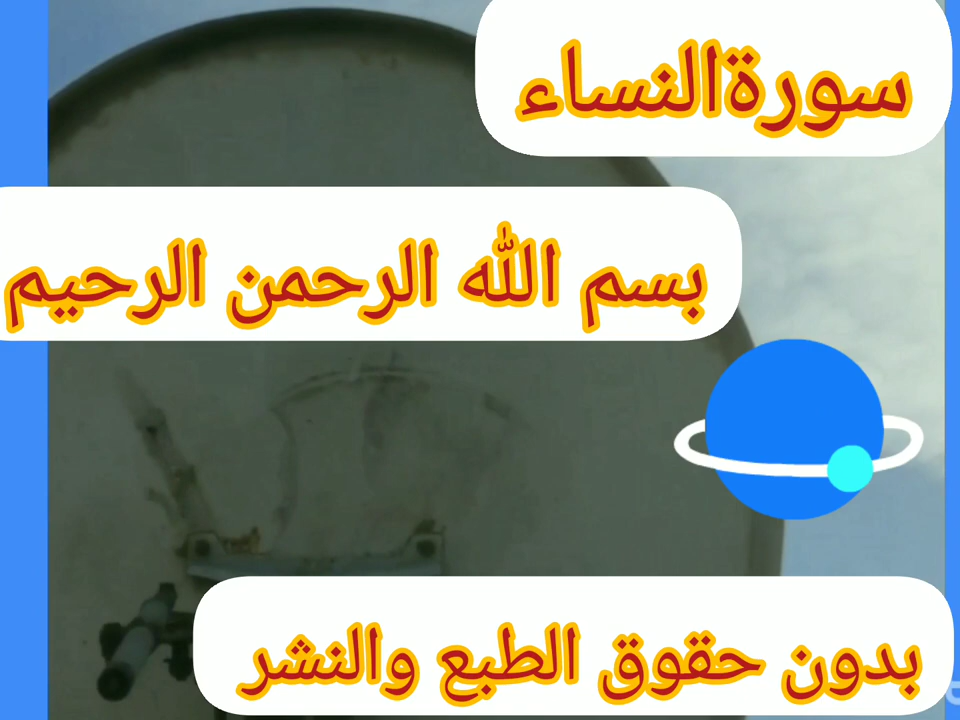 سورةالنساء
بسم الله الرحمن الرحيم
بدون حقوق الطبع والنشر